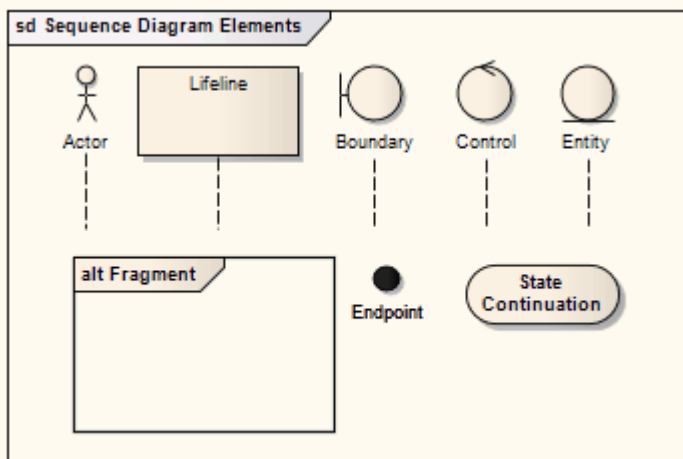 sd Sequence Diagram Elements
Lifeline
Actor
Boundary
Control
Entity
alt Fragment
Endpoint
State
Continuation